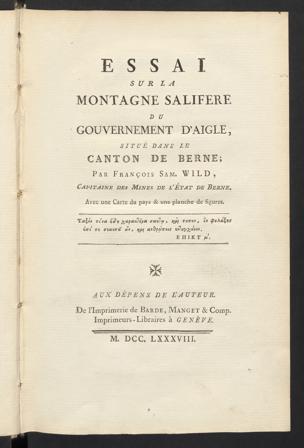 ESSAI
SUR LA
MONTAGNE SALIFERE
DU
GOUVERNEMENT D'AIGLE,
SITUÉ DANS LE
CANTON DE BERNE;
PAR FRANÇOIS SAM. WILD,
CAPITAINE DES MINES DE L'ÉTAT DE BERNE.
Avec une Carte du pays & une planche de figures.
ΕΠΙΚΤ μ'.
AUX DÉPENS DE L'AUTEUR.
De l'Imprimerie de BARDE, MANGET & Comp.
Imprimeurs-Libraires à GENÈVE.
M. DCC. LXXXVIII.